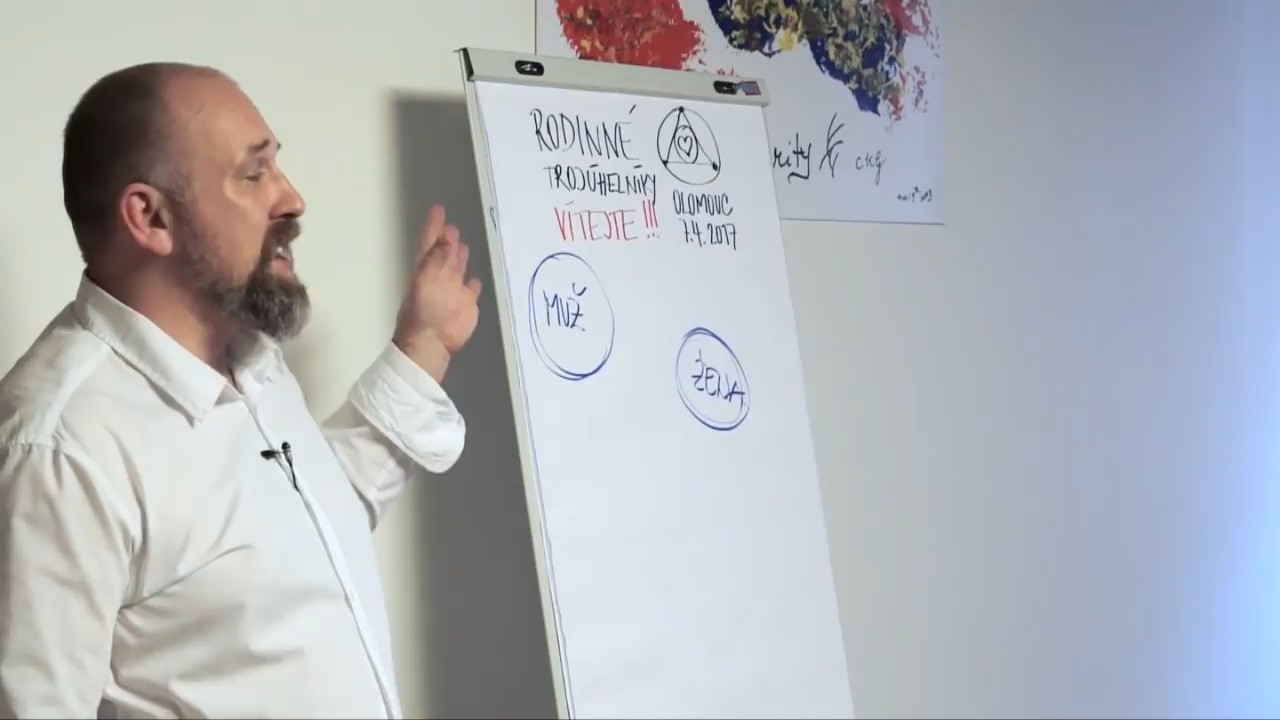 RODINNÉ
TROJÚHELNÍKY
VÍTEJTE!!!
OLOMOUC
7.4.2017
MUŽ
ŽENA